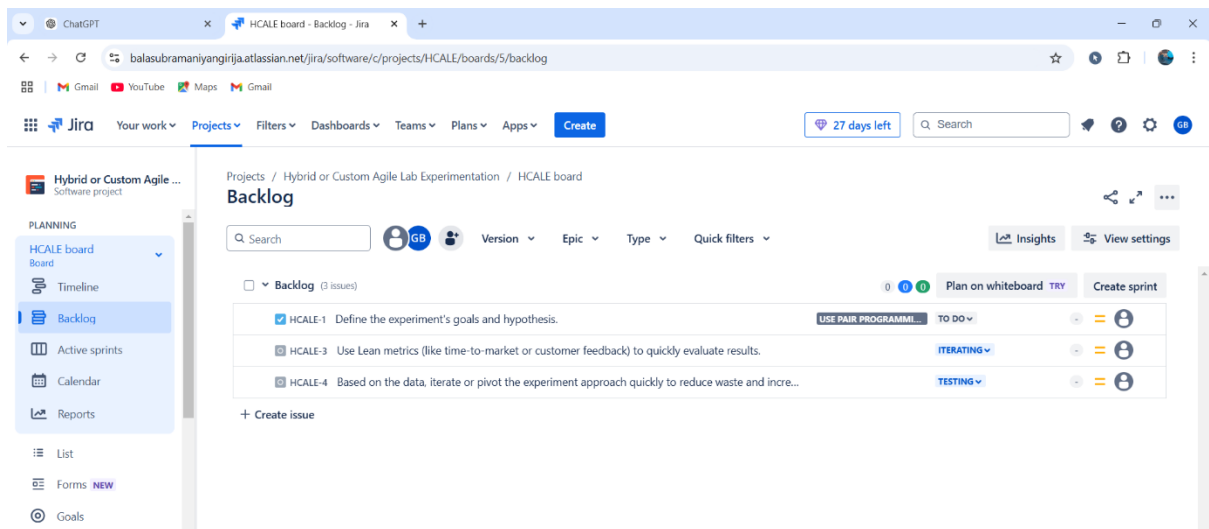 ChatGPT
HCALE board - Backlog - Jira
balasubramaniyangirija.atlassian.net/jira/software/c/projects/HCALE/boards/5/backlog
Gmail YouTube Maps Gmail
Jira Your work Projects Filters Dashboards Teams Plans Apps Create 27 days left Search GB
Hybrid or Custom Agile ...
Software project
PLANNING
HCALE board
Board
Timeline
Backlog
Active sprints
Calendar
Reports
List
Forms NEW
Goals
Projects / Hybrid or Custom Agile Lab Experimentation / HCALE board
Backlog
Search GB Version Epic Type Quick filters Insights View settings
Backlog (3 issues) 0 0 0 Plan on whiteboard TRY Create sprint
HCALE-1 Define the experiment's goals and hypothesis. USE PAIR PROGRAMMI... TO DO -
HCALE-3 Use Lean metrics (like time-to-market or customer feedback) to quickly evaluate results. ITERATING -
HCALE-4 Based on the data, iterate or pivot the experiment approach quickly to reduce waste and incre... TESTING -
+ Create issue